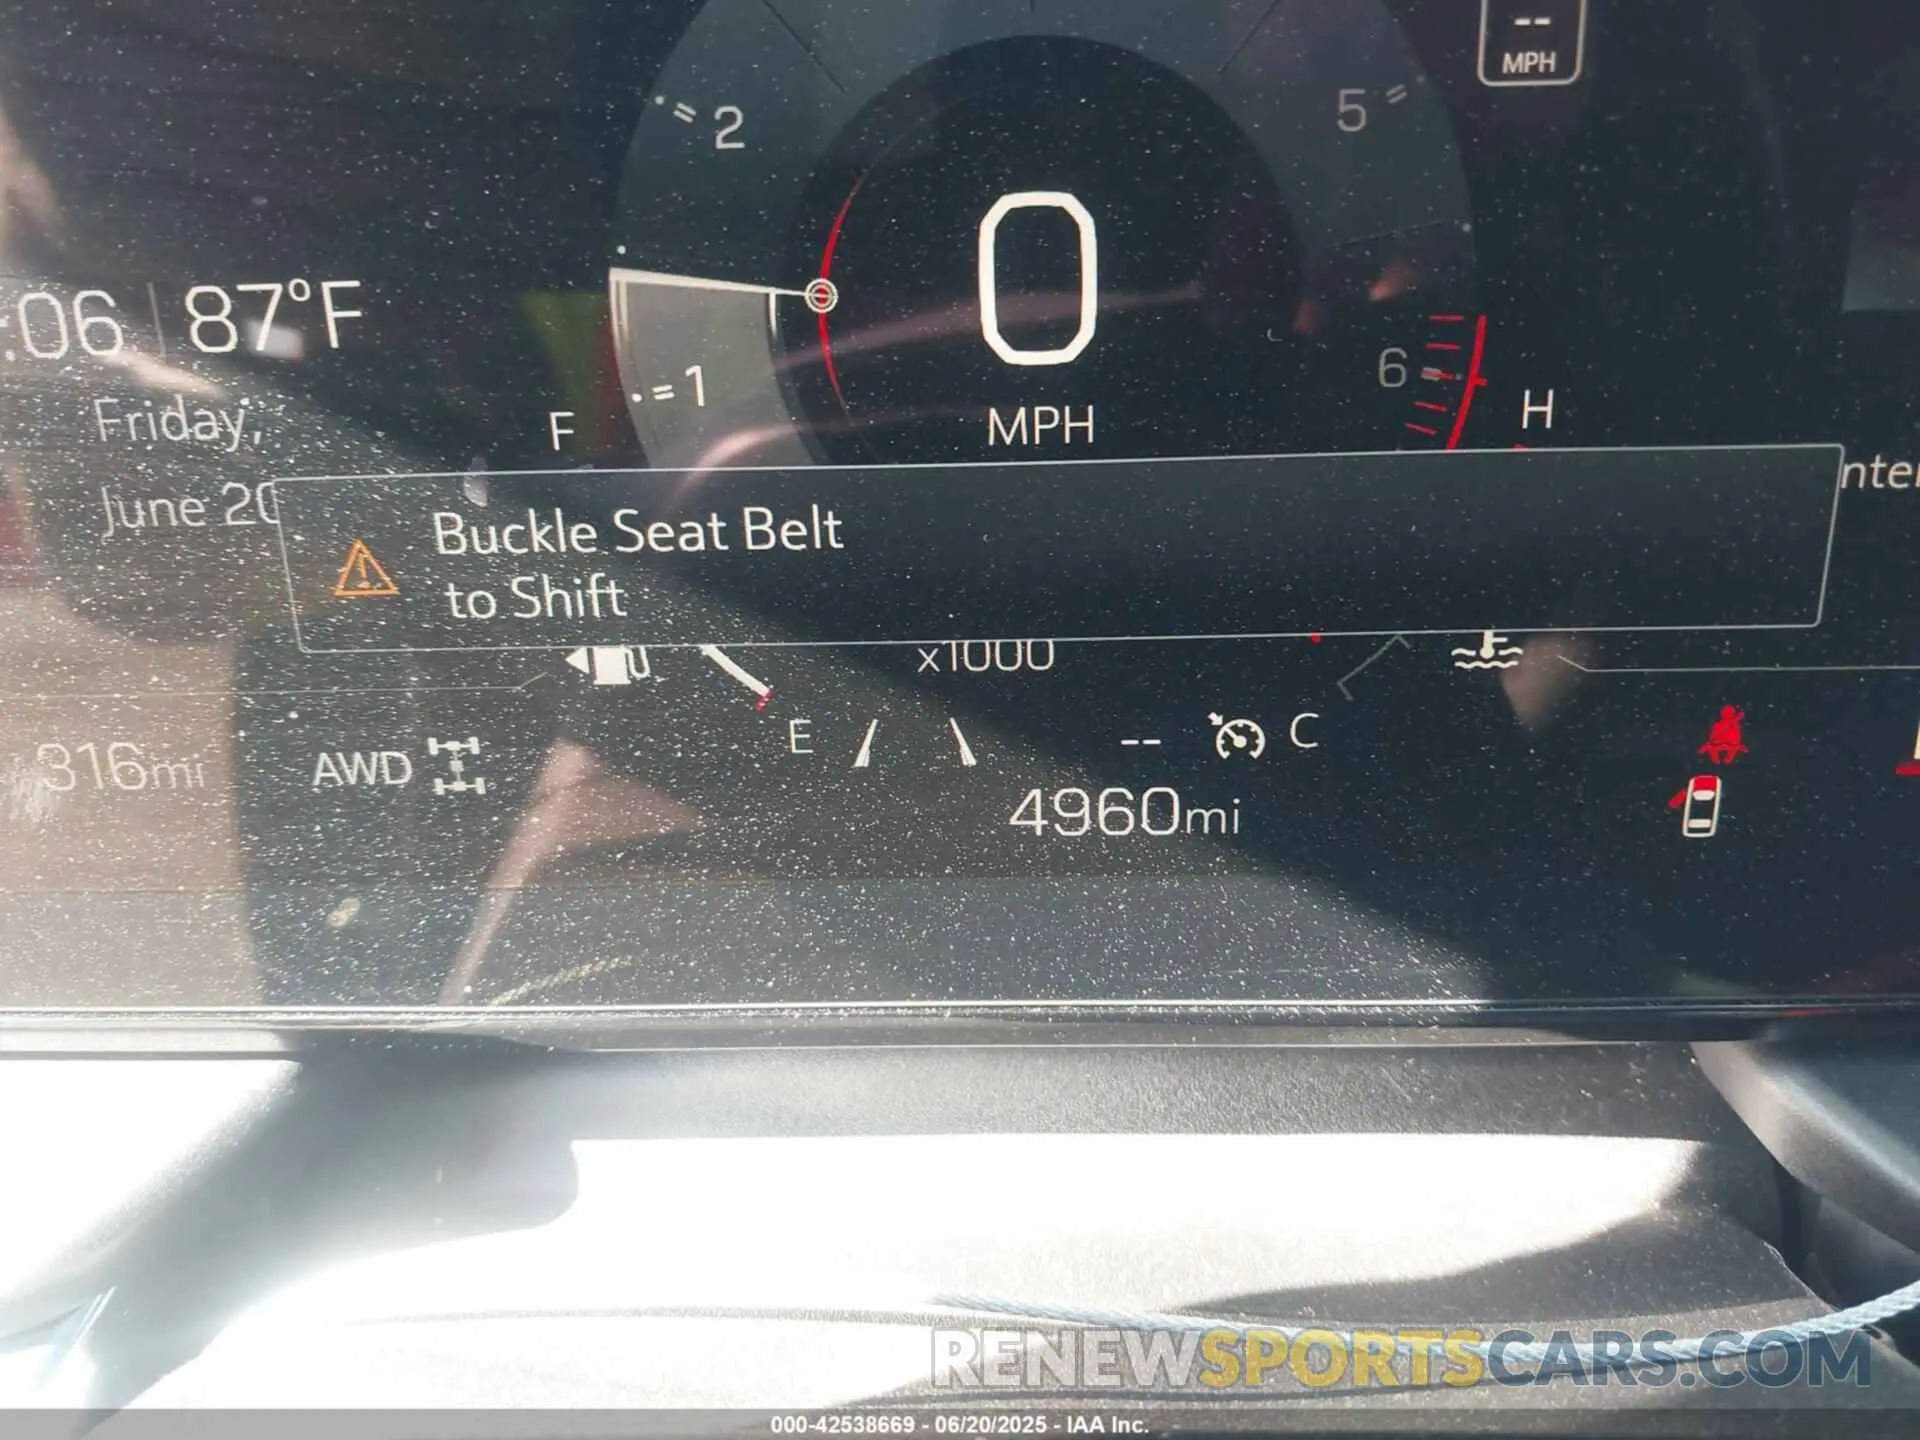 --
MPH
2
5
0
:06 87°F
1
6
F
MPH
H
Friday,
June 20
Buckle Seat Belt
to Shift
x1000
E
-- C
316mi
AWD
4960mi
RENEWSPORTSCARS.COM
000-42538669 - 06/20/2025 - IAA Inc.